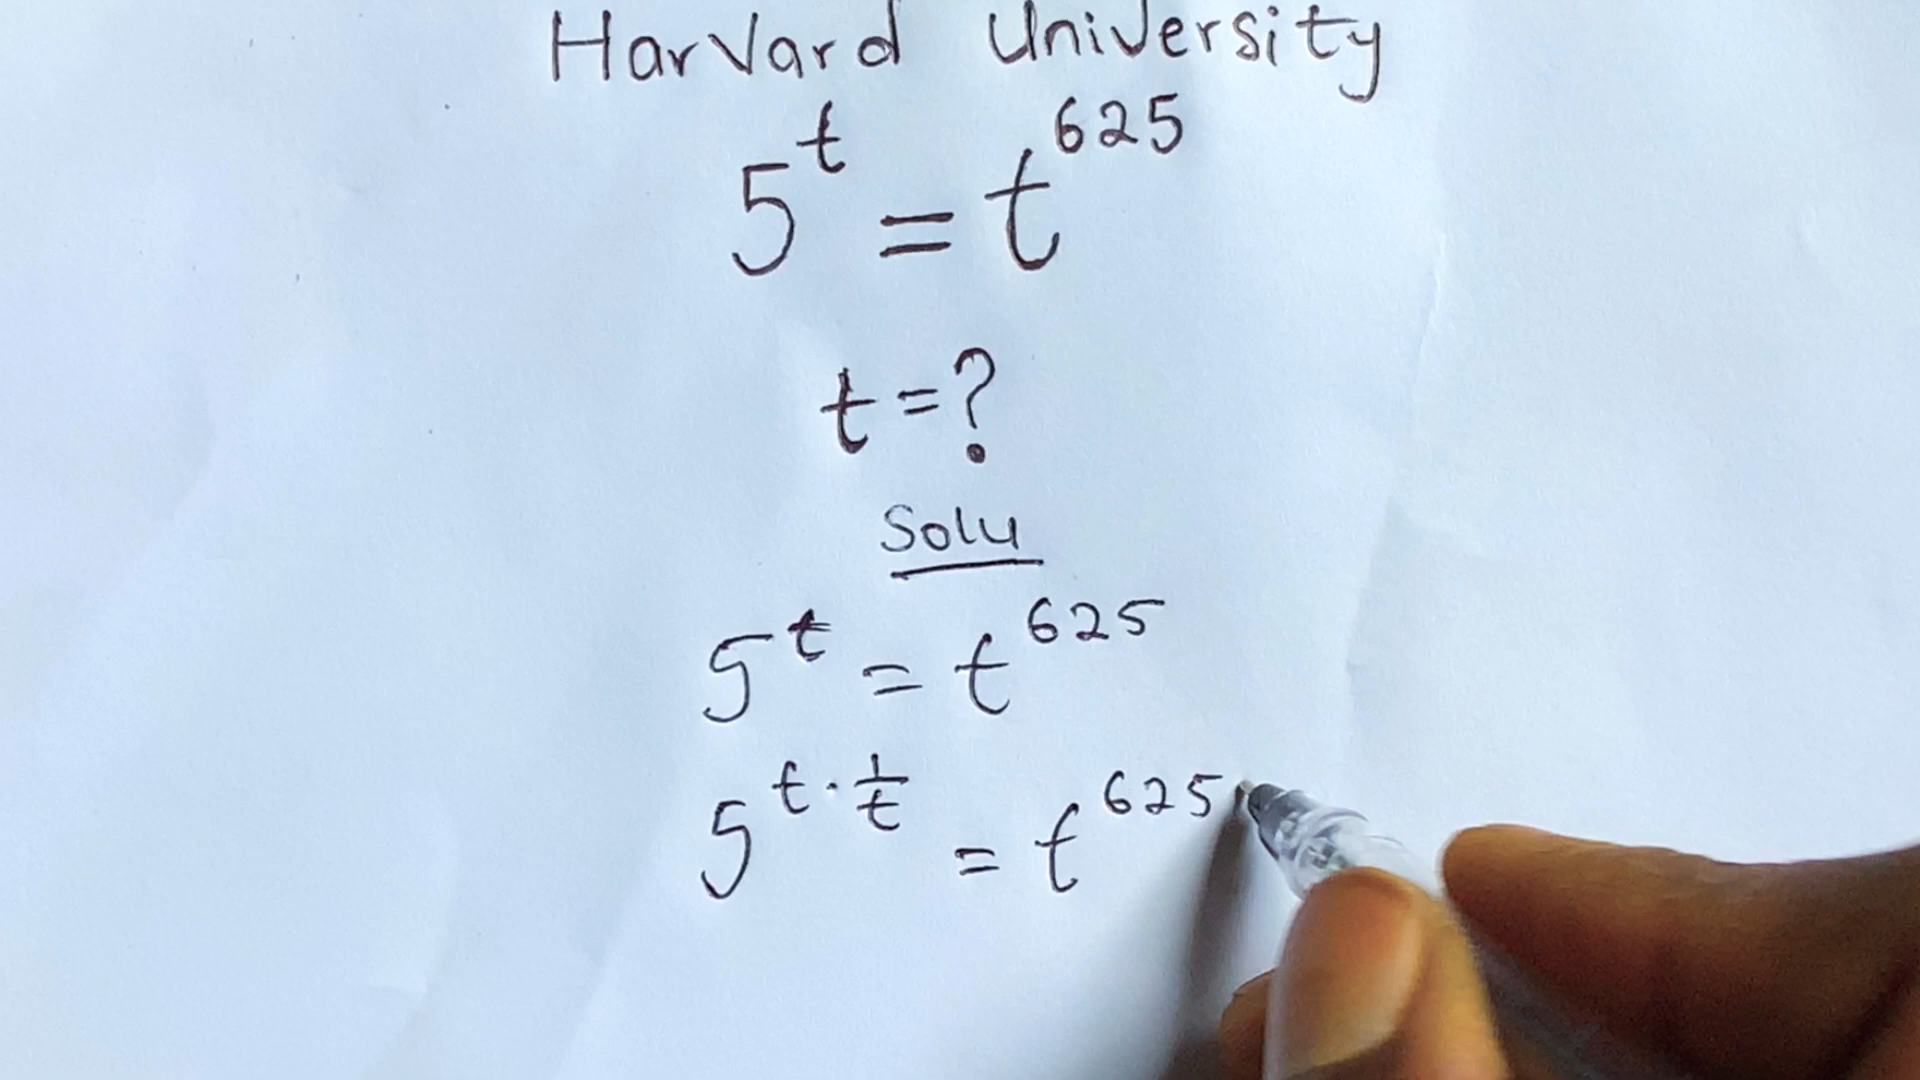 Harvard University
5^t = t^625
t = ?
Solu
5^t = t^625
5^{t · 1/t} = t^625